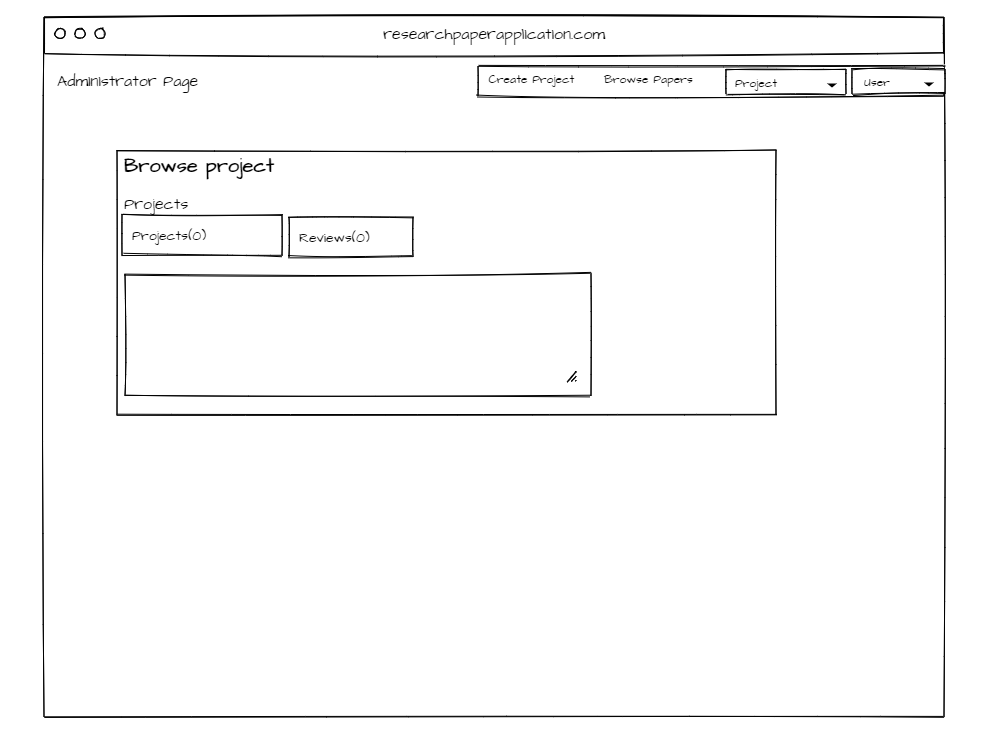 researchpaperapplication.com
Administrator Page
Create Project Browse Papers Project User
Browse project
Projects
Projects(0) Reviews(0)